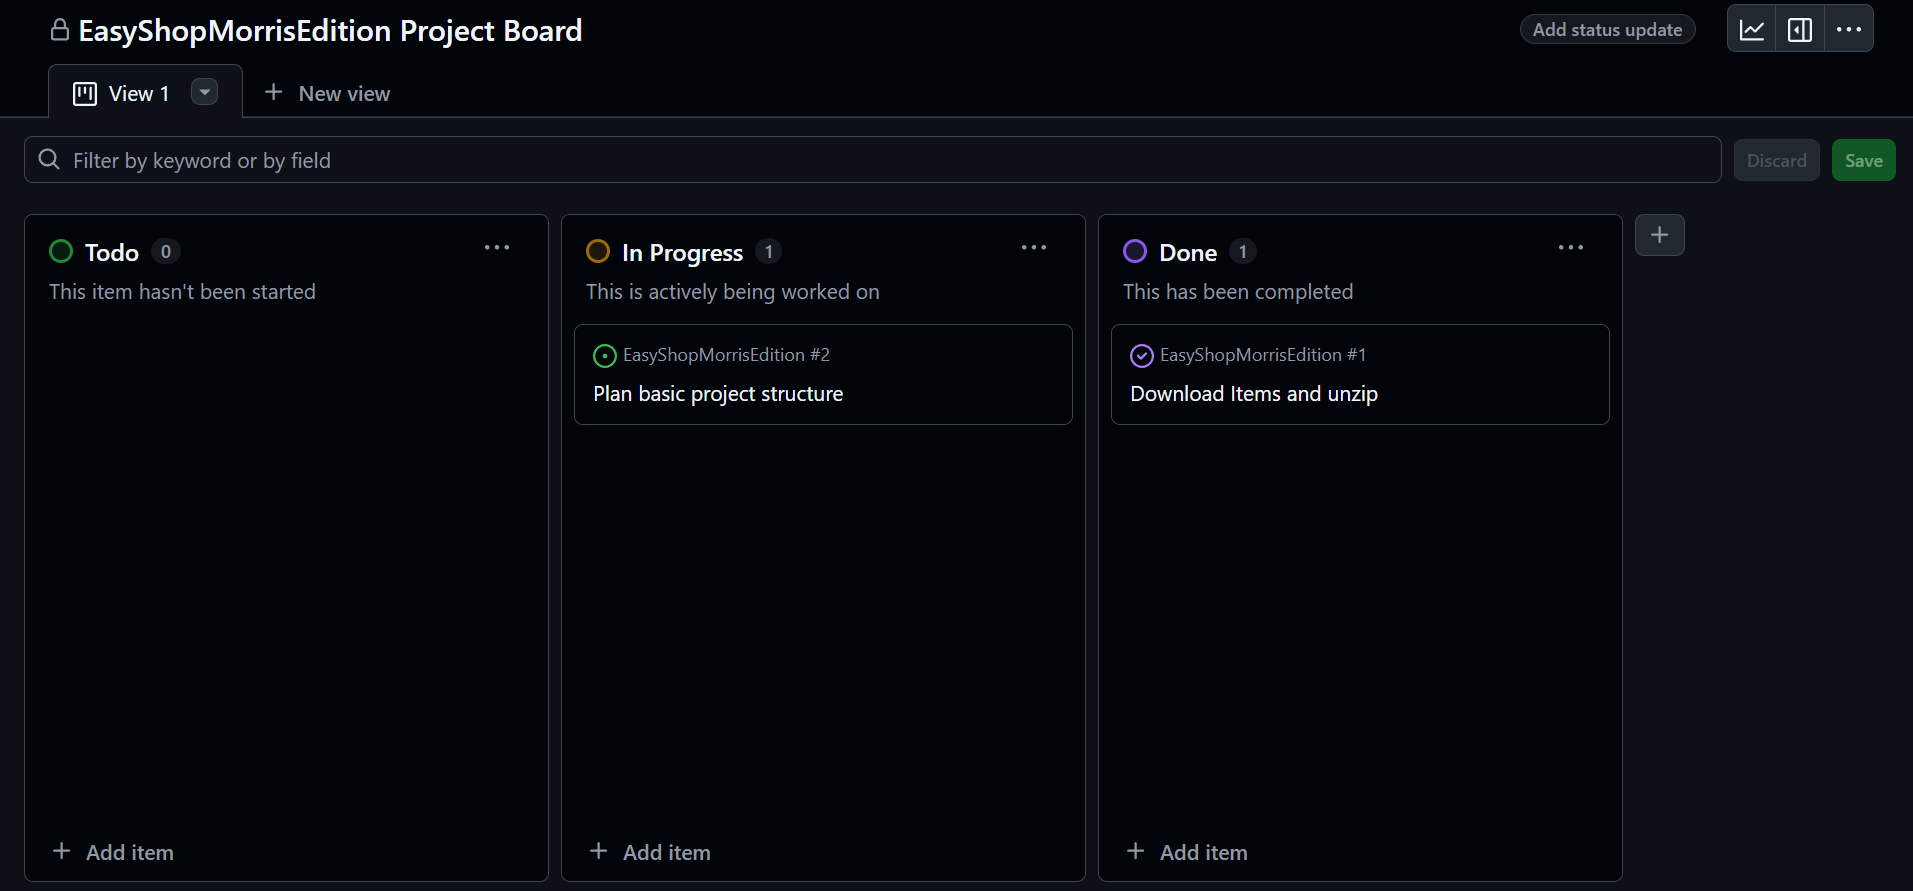 EasyShopMorrisEdition Project Board
Add status update
View 1
New view
Filter by keyword or by field
Discard
Save
Todo 0
This item hasn't been started
Add item
In Progress 1
This is actively being worked on
EasyShopMorrisEdition #2
Plan basic project structure
Add item
Done 1
This has been completed
EasyShopMorrisEdition #1
Download Items and unzip
Add item